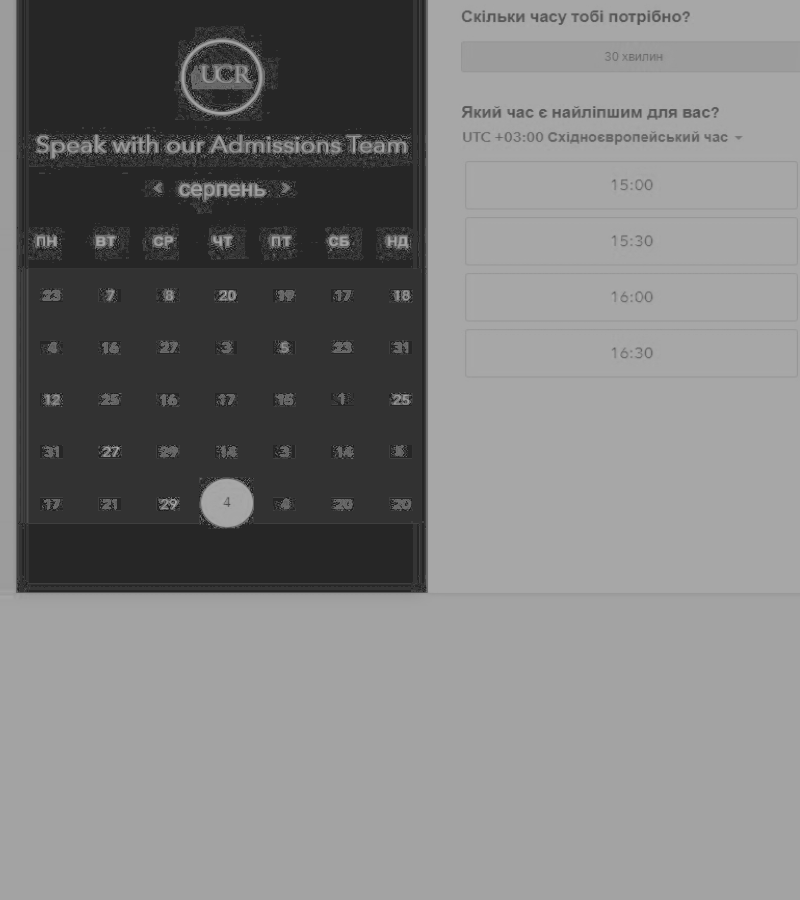 UCR
Speak with our Admissions Team
серпень
ПН ВТ СР ЧТ ПТ СБ НД
23 7 8 20 19 17 18
4 16 27 3 5 23 31
12 25 16 17 15 1 25
31 27 29 14 3 14 5
17 21 29 4 4 20 20
Скільки часу тобі потрібно?
30 хвилин
Який час є найліпшим для вас?
UTC +03:00 Східноєвропейський час
15:00
15:30
16:00
16:30